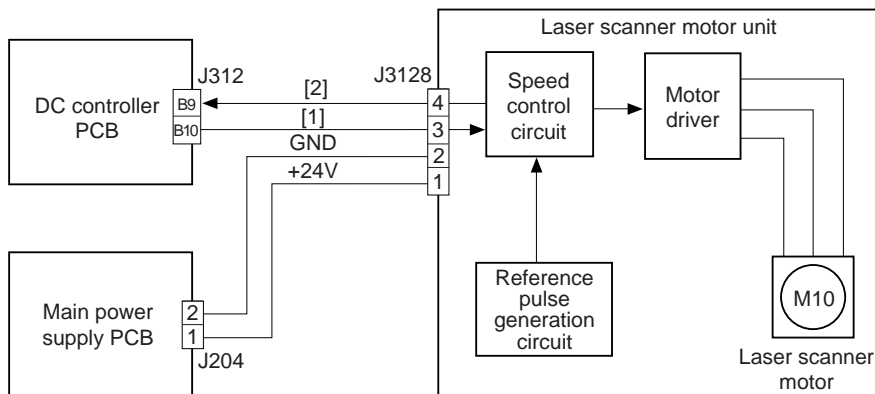 Laser scanner motor unit
J312
J3128
DC controller
PCB
B9
B10
[2]
[1]
GND
+24V
4
3
2
1
Speed
control
circuit
Motor
driver
Reference
pulse
generation
circuit
M10
Laser scanner
motor
Main power
supply PCB
2
1
J204